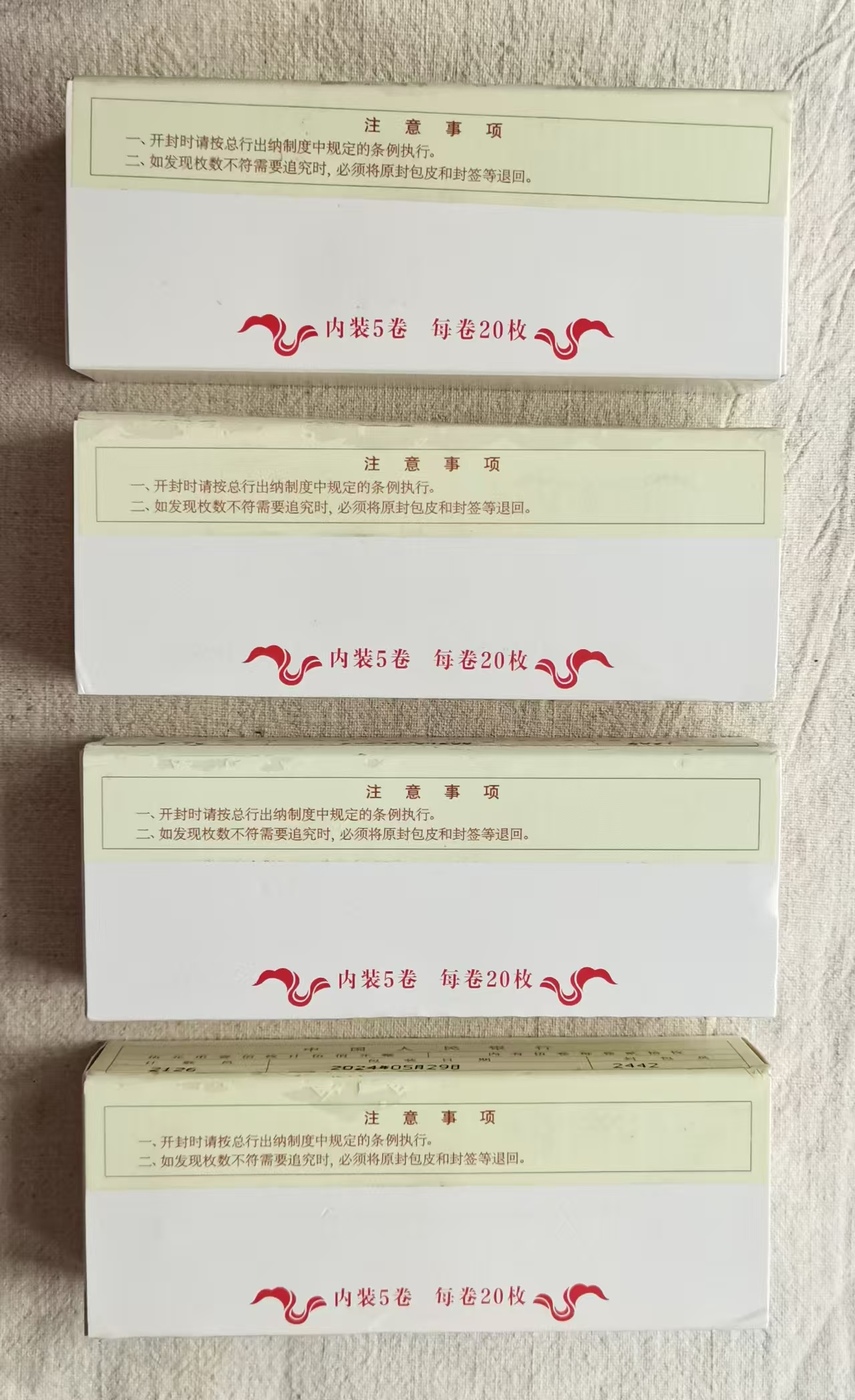 注意事项
一、开封时请按总行出纳制度中规定的条例执行。
二、如发现枚数不符需要追究时，必须将原封包皮和封签等退回。
内装5卷 每卷20枚
注意事项
一、开封时请按总行出纳制度中规定的条例执行。
二、如发现枚数不符需要追究时，必须将原封包皮和封签等退回。
内装5卷 每卷20枚
注意事项
一、开封时请按总行出纳制度中规定的条例执行。
二、如发现枚数不符需要追究时，必须将原封包皮和封签等退回。
内装5卷 每卷20枚
中国人民银行
包装日期
2126 2024年05月29日 2442
注意事项
一、开封时请按总行出纳制度中规定的条例执行。
二、如发现枚数不符需要追究时，必须将原封包皮和封签等退回。
内装5卷 每卷20枚